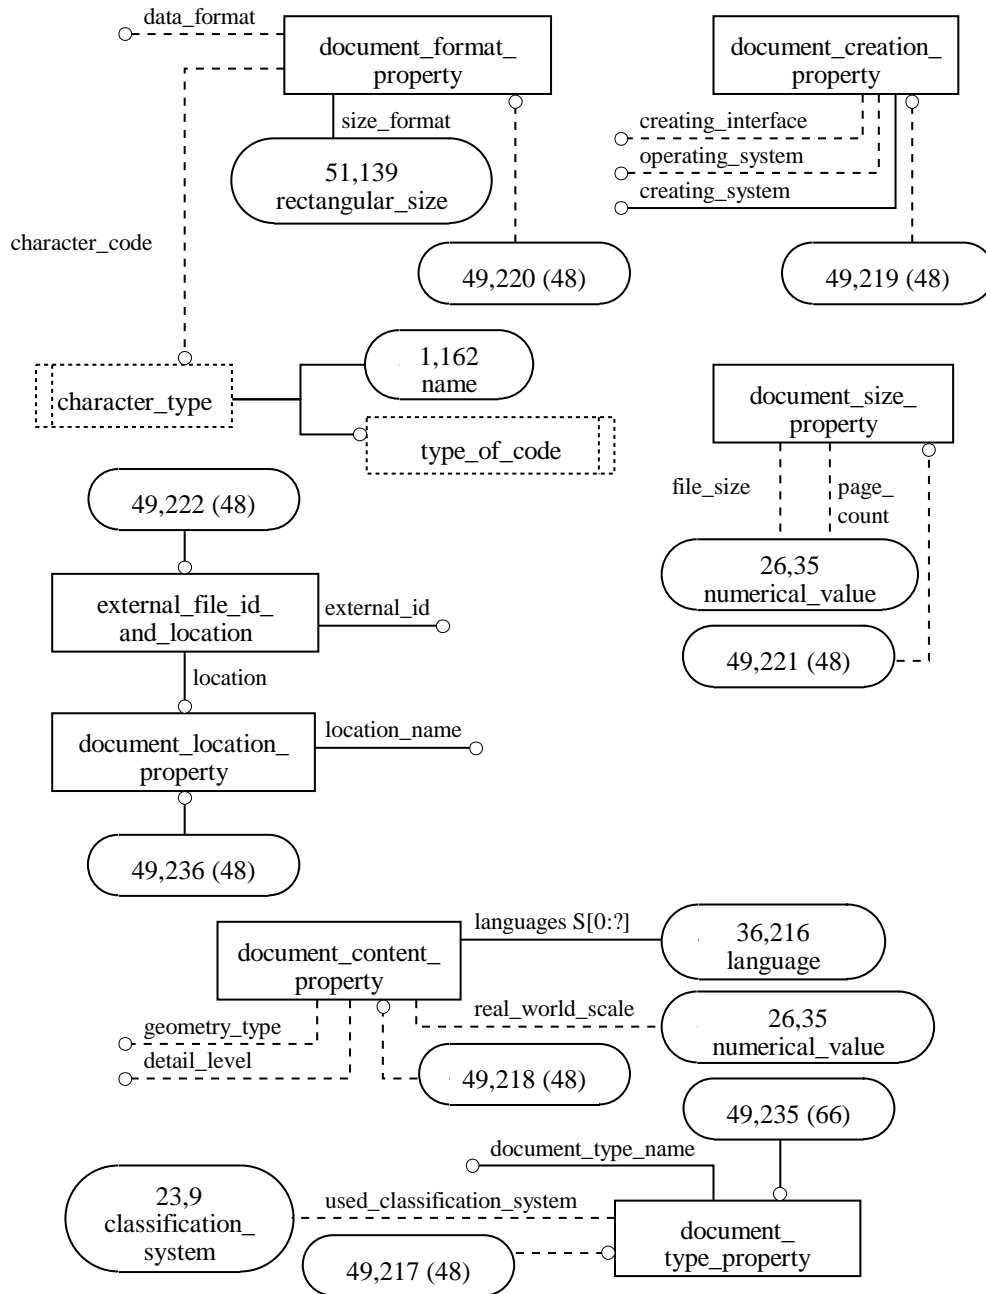 data_format
document_format_
property
size_format
51,139
rectangular_size
character_code
49,220 (48)
document_creation_
property
creating_interface
operating_system
creating_system
49,219 (48)
character_type
1,162
name
type_of_code
document_size_
property
file_size
page_
count
26,35
numerical_value
49,221 (48)
49,222 (48)
external_file_id_
and_location
external_id
location
document_location_
property
location_name
49,236 (48)
document_content_
property
languages S[0:?]
36,216
language
real_world_scale
26,35
numerical_value
geometry_type
detail_level
49,218 (48)
49,235 (66)
document_type_name
used_classification_system
23,9
classification_
system
49,217 (48)
document_
type_property